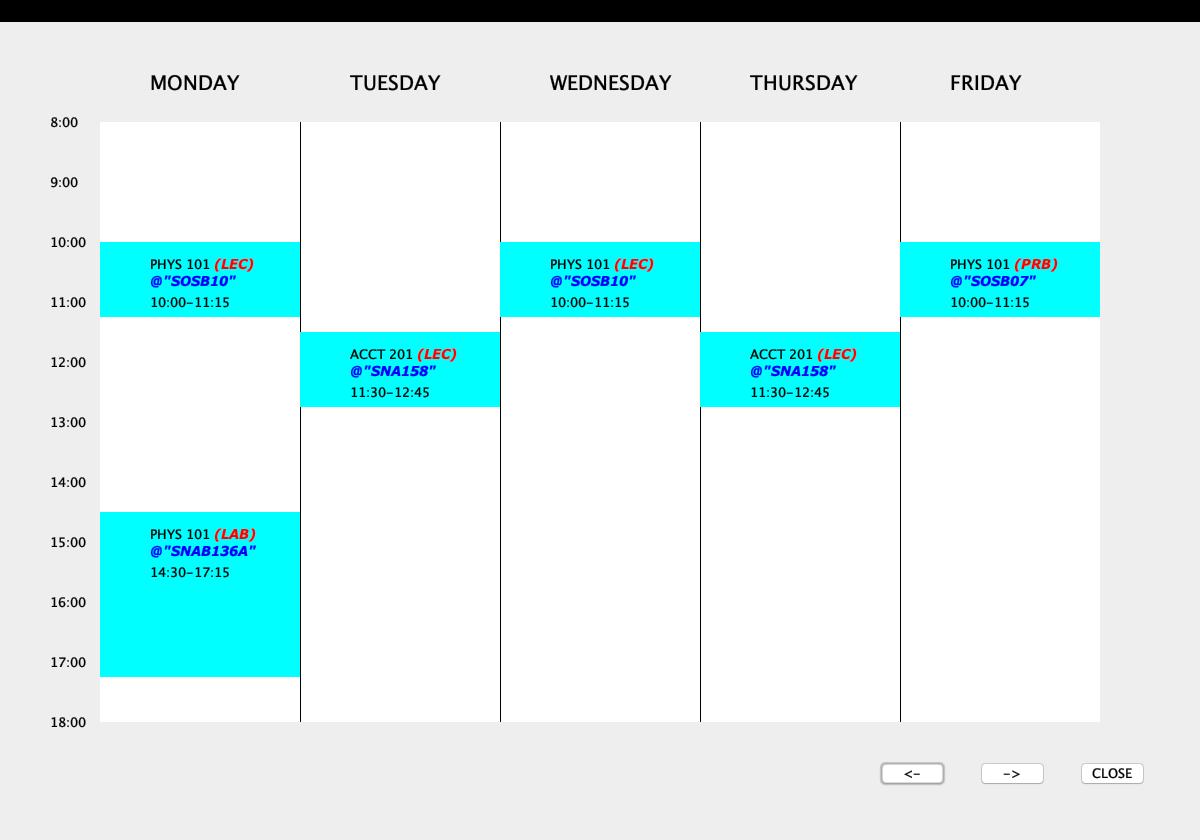 MONDAY TUESDAY WEDNESDAY THURSDAY FRIDAY
8:00
9:00
10:00
PHYS 101 (LEC) PHYS 101 (LEC) PHYS 101 (PRB)
@"SOSB10" @"SOSB10" @"SOSB07"
11:00 10:00-11:15 10:00-11:15 10:00-11:15
ACCT 201 (LEC) ACCT 201 (LEC)
12:00 @"SNA158" @"SNA158"
11:30-12:45 11:30-12:45
13:00
14:00
PHYS 101 (LAB)
15:00 @"SNAB136A"
14:30-17:15
16:00
17:00
18:00
<- -> CLOSE